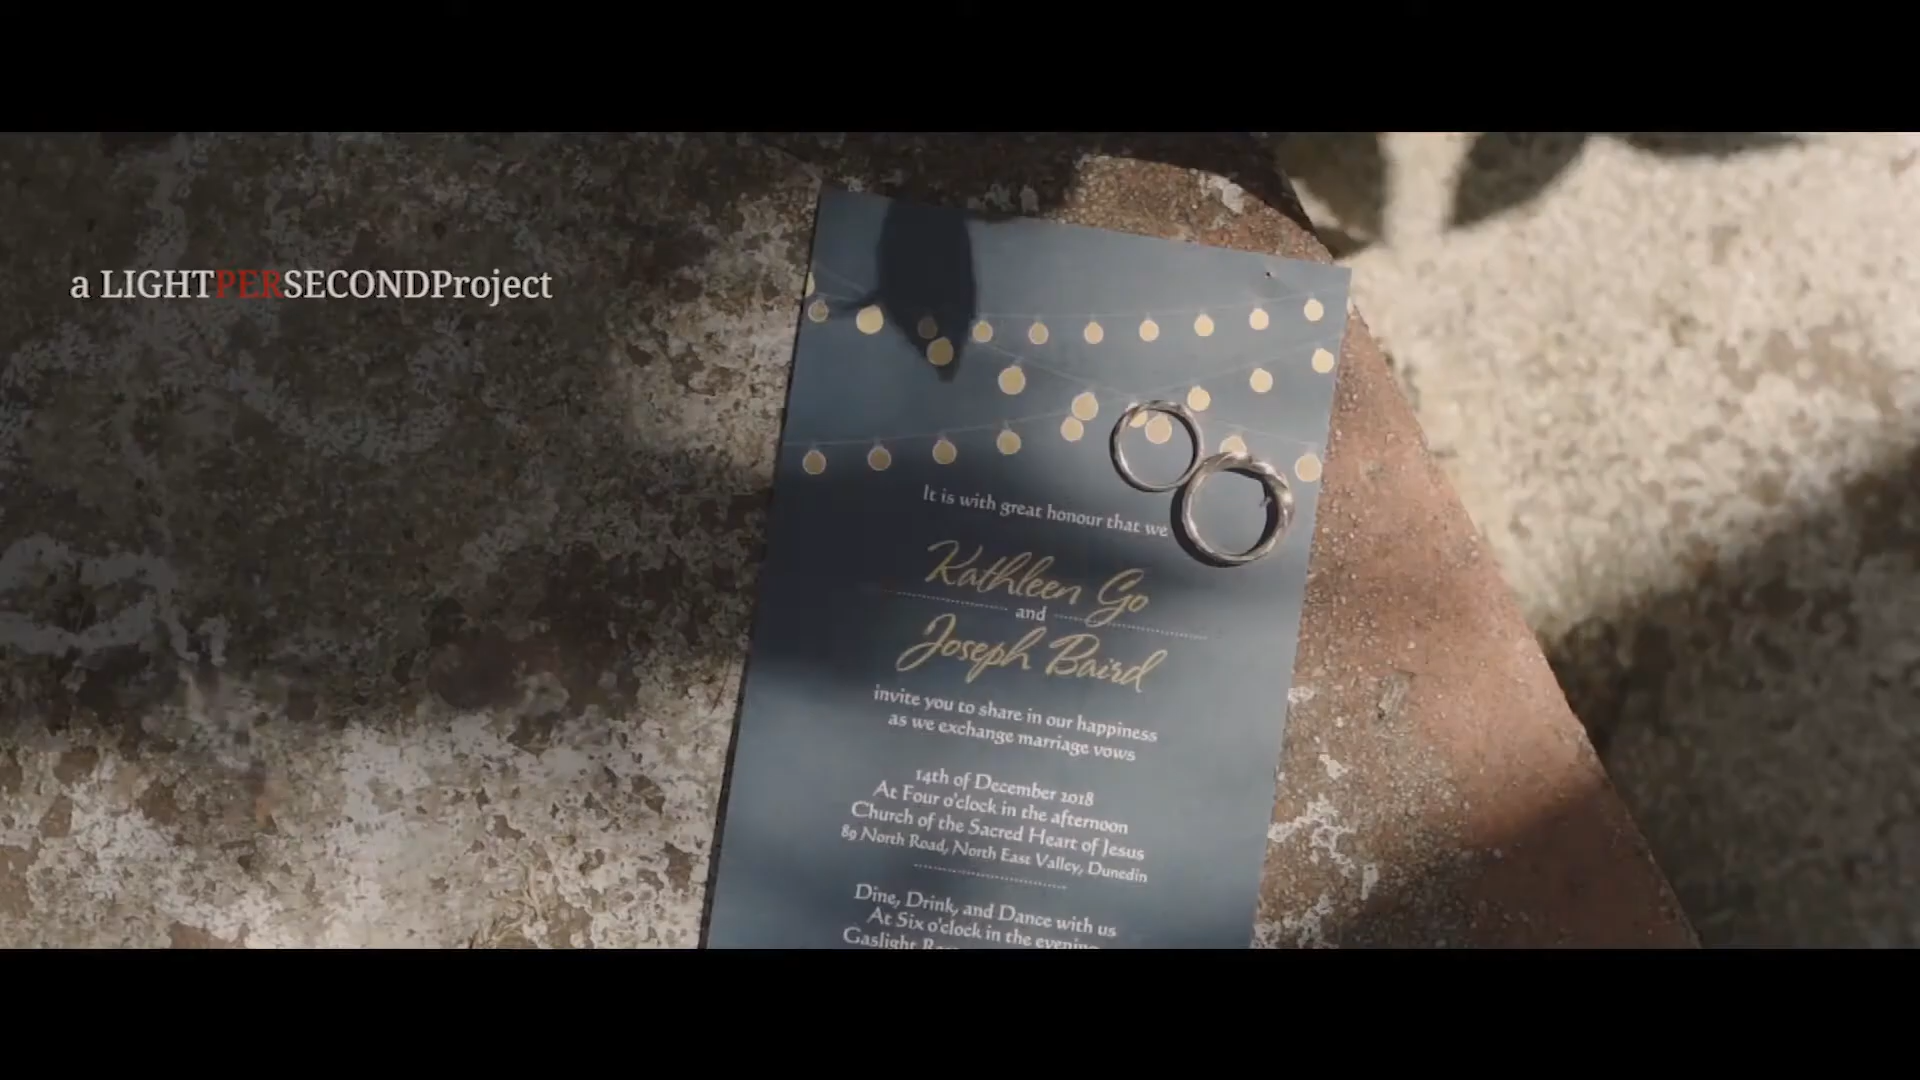 a LIGHTPERSECONDProject
It is with great honour that we
Kathleen Go
and
Joseph Baird
invite you to share in our happiness
as we exchange marriage vows
14th of December 2018
At Four o'clock in the afternoon
Church of the Sacred Heart of Jesus
89 North Road, North East Valley, Dunedin
Dine, Drink, and Dance with us
At Six o'clock in the evening
Gaslight